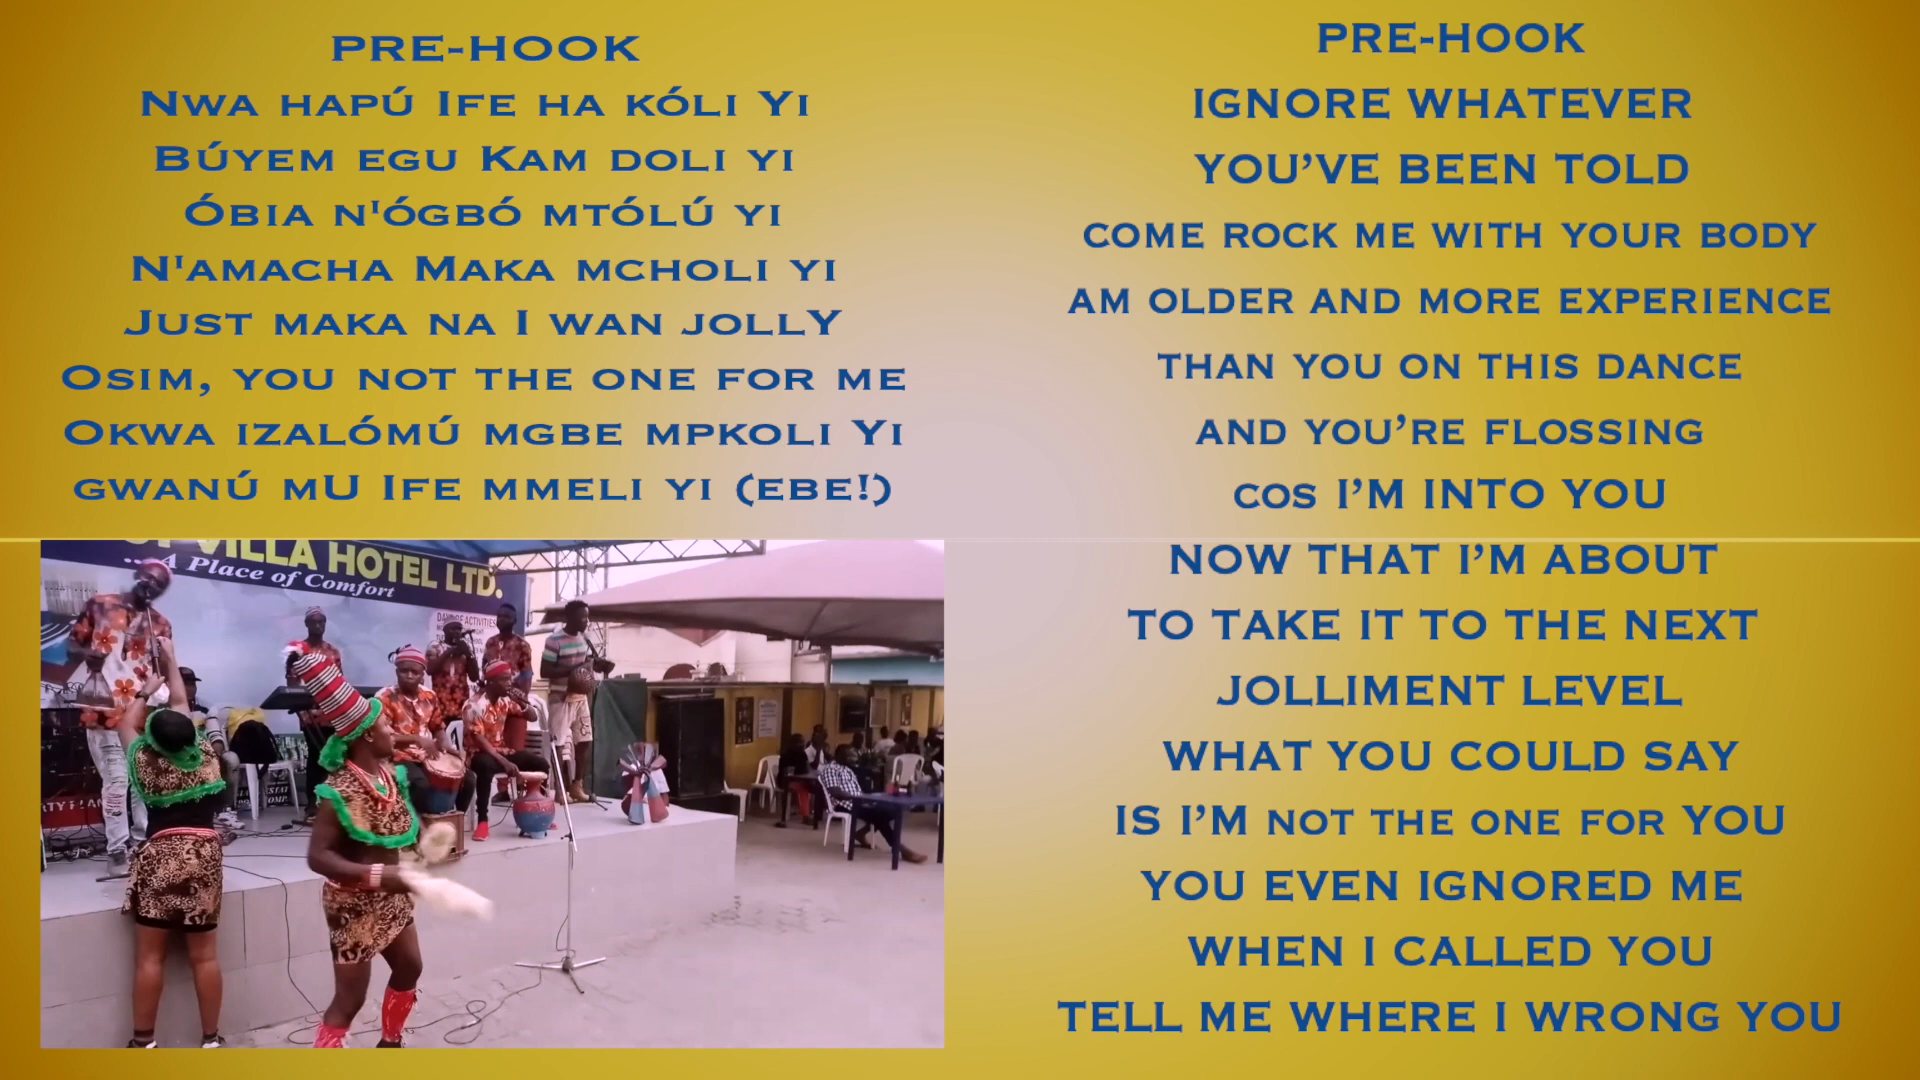 PRE-HOOK
NWA HAPÚ IFE HA KÓLI YI
BÚYEM EGU KAM DOLI YI
ÓBIA N'ÓGBÓ MTÓLÚ YI
N'AMACHA MAKA MCHOLI YI
JUST MAKA NA I WAN JOLLY
OSIM, YOU NOT THE ONE FOR ME
OKWA IZALÓMÚ MGBE MPKOLI YI
GWANÚ MU IFE MMELI YI (EBE!)
VILLA HOTEL LTD.
...A Place of Comfort
PRE-HOOK
IGNORE WHATEVER
YOU'VE BEEN TOLD
COME ROCK ME WITH YOUR BODY
AM OLDER AND MORE EXPERIENCE
THAN YOU ON THIS DANCE
AND YOU'RE FLOSSING
COS I'M INTO YOU
NOW THAT I'M ABOUT
TO TAKE IT TO THE NEXT
JOLLIMENT LEVEL
WHAT YOU COULD SAY
IS I'M NOT THE ONE FOR YOU
YOU EVEN IGNORED ME
WHEN I CALLED YOU
TELL ME WHERE I WRONG YOU